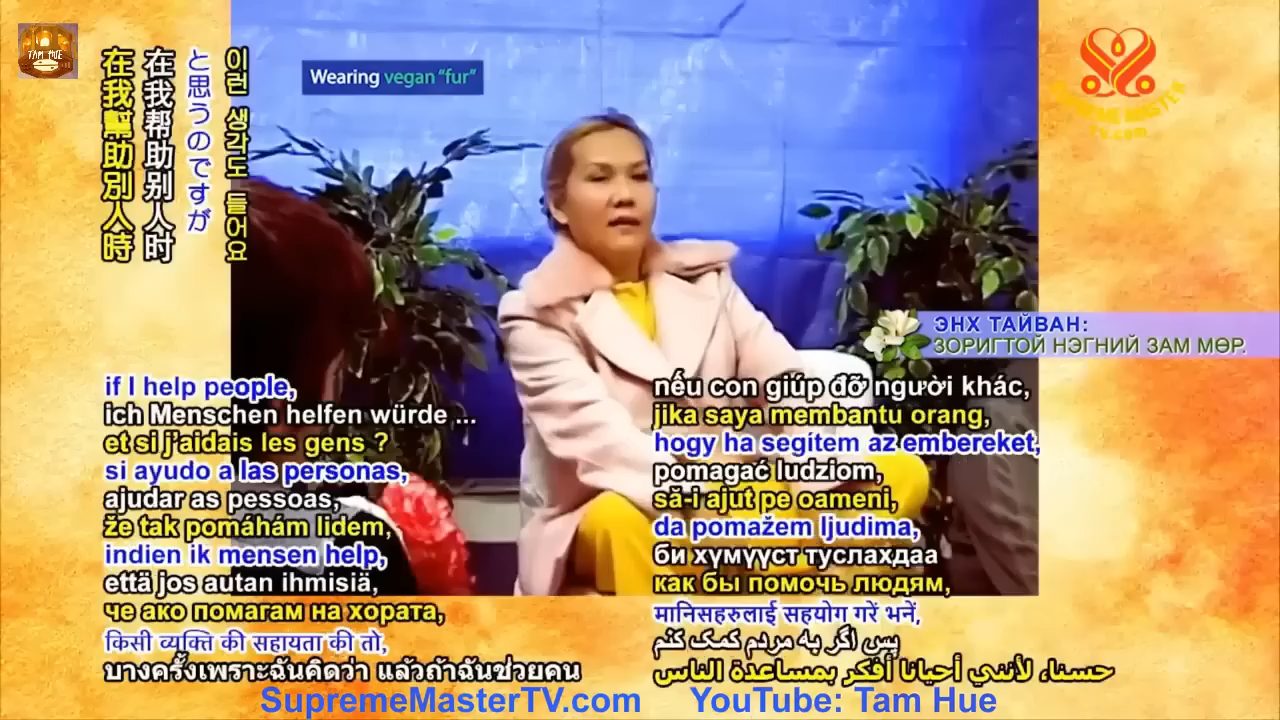 TAM HUE
Wearing vegan “fur”
SUPREME MASTER
TV.com
이런 생각도 들어요
と思うのですが
在我帮助别人时
在我幫助別人時
ЭНХ ТАЙВАН:
ЗОРИГТОЙ НЭГНИЙ ЗАМ МӨР.
if I help people,
ich Menschen helfen würde ...
et si j’aidais les gens ?
si ayudo a las personas,
ajudar as pessoas,
že tak pomáhám lidem,
indien ik mensen help,
että jos autan ihmisiä,
че ако помагам на хората,
किसी व्यक्ति की सहायता की तो,
บางครั้งเพราะฉันคิดว่า แล้วถ้าฉันช่วยคน
nếu con giúp đỡ người khác,
jika saya membantu orang,
hogy ha segítem az embereket,
pomagać ludziom,
să-i ajut pe oameni,
da pomažem ljudima,
би хүмүүст туслахдаа
как бы помочь людям,
मानिसहरुलाई सहयोग गरें भनें,
پس اگر به مردم کمک کنم
حسنا، لأنني أحيانا أفكر بمساعدة الناس
SupremeMasterTV.com YouTube: Tam Hue